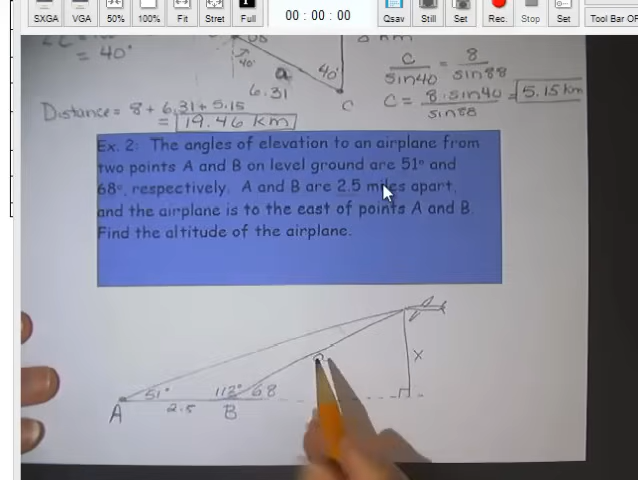 SXGA VGA 50% 100% Fit Stret Full 00 : 00 : 00 Qsav Still Set Rec. Stop Set Tool Bar OF
= 40°
40°
a
40°
6.31
C
c/sin40 = 8/sin88
c = 8·sin40/sin88 = 5.15 km
Distance = 8 + 6.31 + 5.15
= 19.46 km
Ex. 2: The angles of elevation to an airplane from
two points A and B on level ground are 51° and
68°, respectively. A and B are 2.5 miles apart,
and the airplane is to the east of points A and B.
Find the altitude of the airplane.
x
51° 112° 68
A 2.5 B